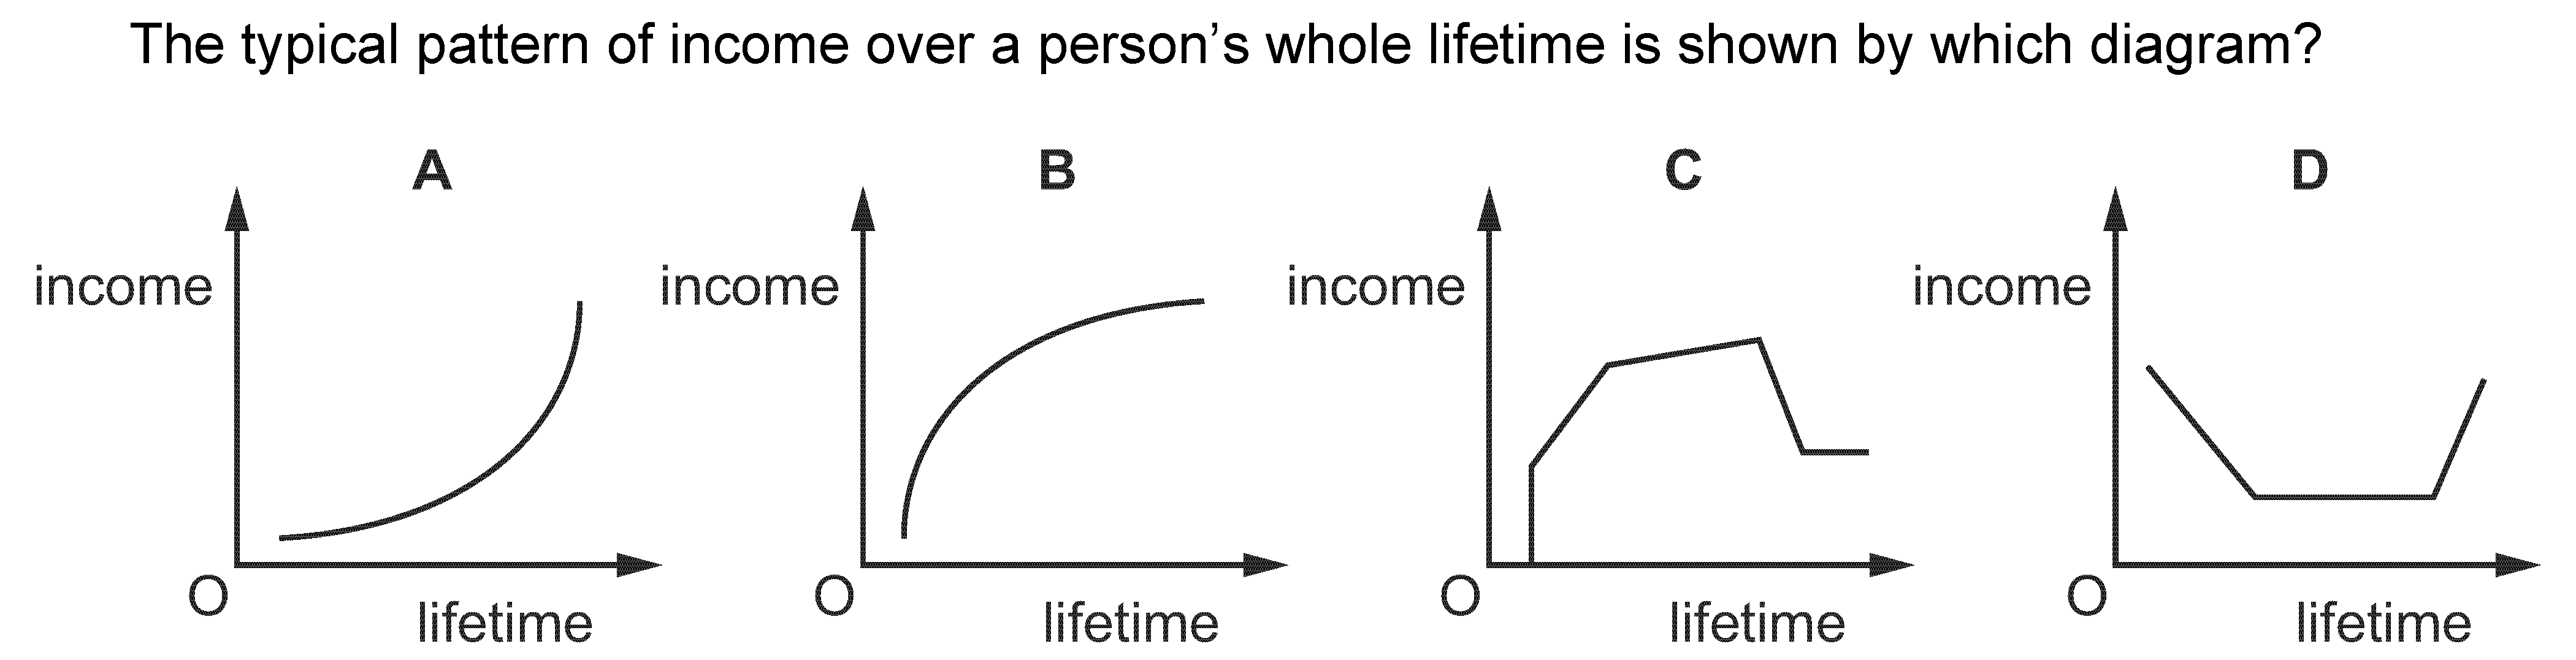 The typical pattern of income over a person’s whole lifetime is shown by which diagram?
A
B
C
D
income
income
income
income
O
O
O
O
lifetime
lifetime
lifetime
lifetime